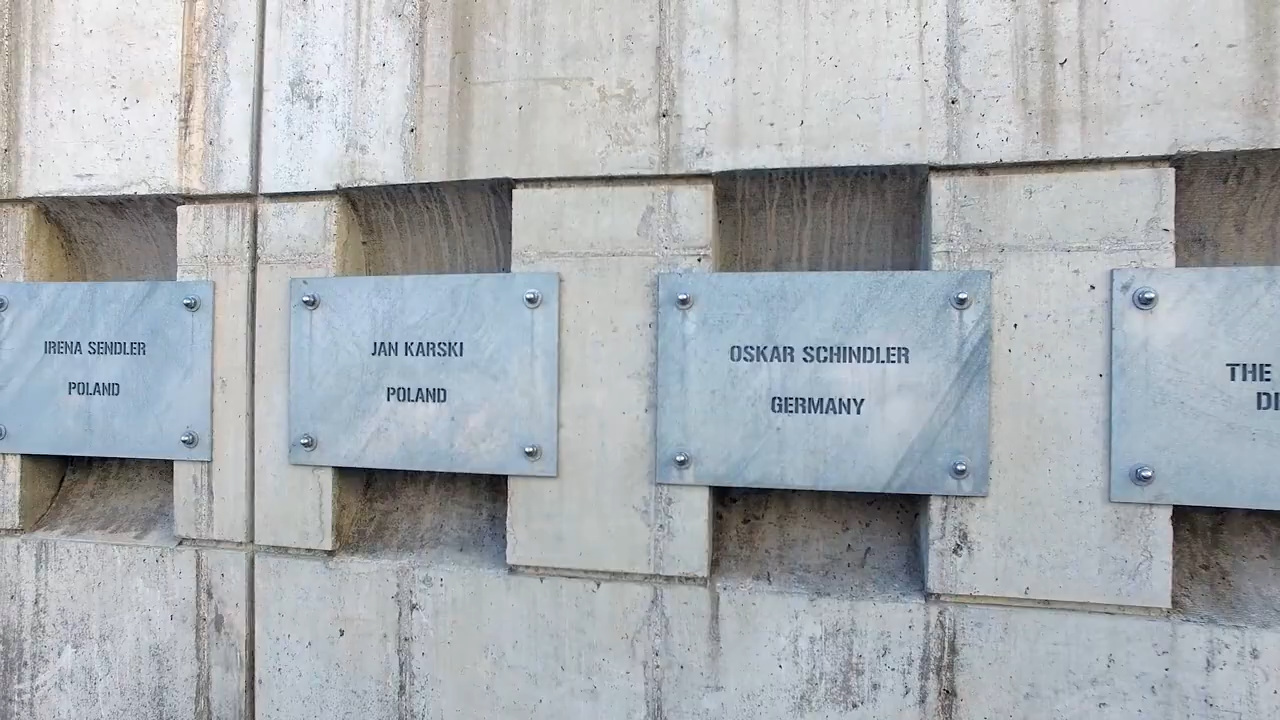 IRENA SENDLER
POLAND
JAN KARSKI
POLAND
OSKAR SCHINDLER
GERMANY
THE